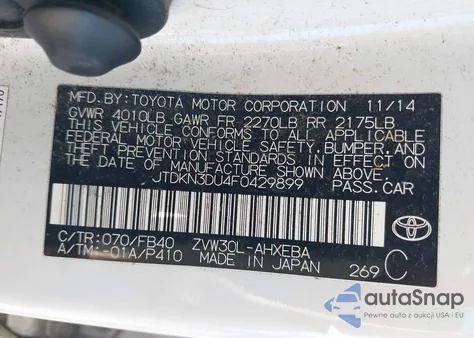 MFD.BY:TOYOTA MOTOR CORPORATION 11/14
GVWR 4010LB GAWR FR 2270LB RR 2175LB
THIS VEHICLE CONFORMS TO ALL APPLICABLE
FEDERAL MOTOR VEHICLE SAFETY,BUMPER,AND
THEFT PREVENTION STANDARDS IN EFFECT ON
THE DATE OF MANUFACTURE SHOWN ABOVE.
JTDKN3DU4F0429899 PASS.CAR
C/TR:070/FB40 ZVW30L-AHXEBA
A/TM:-01A/P410 MADE IN JAPAN 269 C
TOYOTA
autoSnap
Pewne auto z aukcji USA i EU